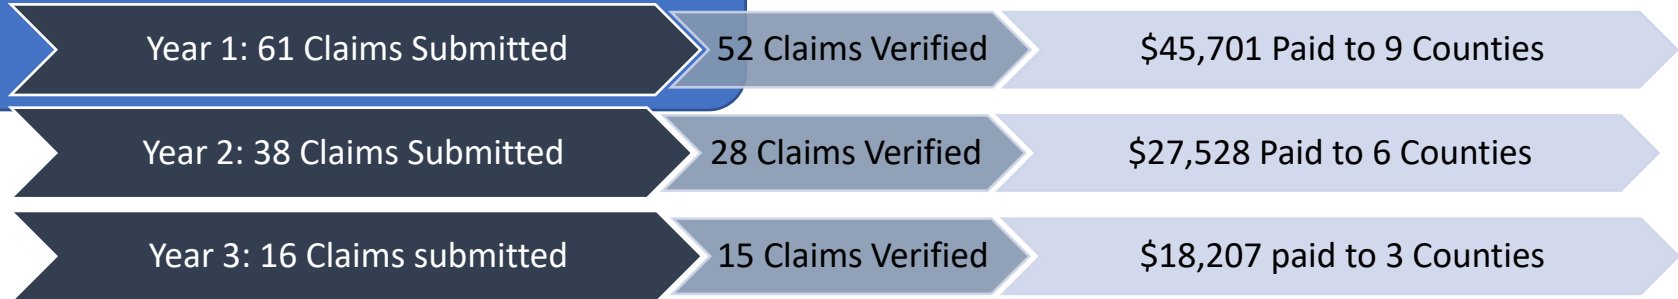 Year 1: 61 Claims Submitted
52 Claims Verified
$45,701 Paid to 9 Counties
Year 2: 38 Claims Submitted
28 Claims Verified
$27,528 Paid to 6 Counties
Year 3: 16 Claims submitted
15 Claims Verified
$18,207 paid to 3 Counties